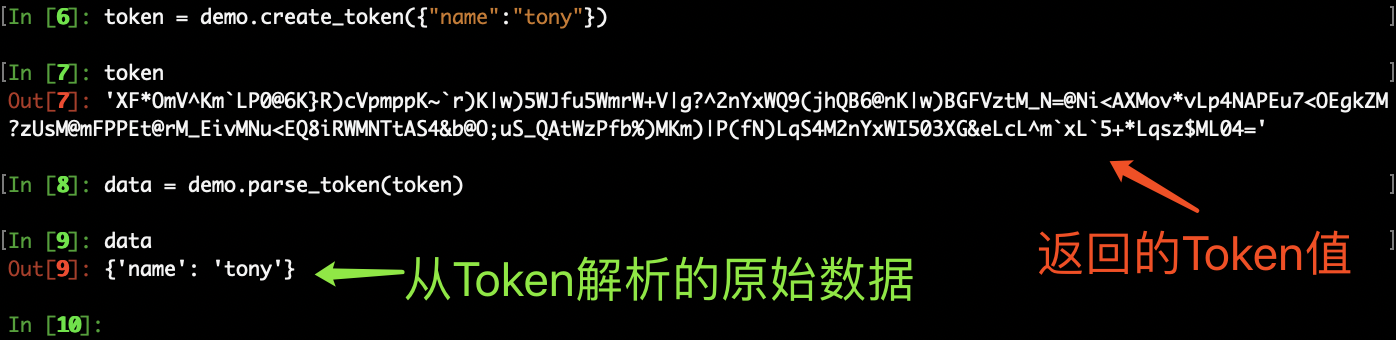 [In [6]: token = demo.create_token({"name":"tony"})
[In [7]: token
Out[7]: 'XF*OmV^Km`LP0@6K}R)cVpmppK~`r)K|w)5WJfu5WmrW+V|g?^2nYxWQ9(jhQB6@nK|w)BGFVztM_N=@Ni<AXMov*vLp4NAPEu7<OEgkZM
?zUsM@mFPPEt@rM_EivMNu<EQ8iRWMNTtAS4&b@O;uS_QAtWzPfb%)MKm)|P(fN)LqS4M2nYxWI503XG&eLcL^m`xL`5+*Lqsz$ML04='
[In [8]: data = demo.parse_token(token)
返回的Token值
[In [9]: data
Out[9]: {'name': 'tony'}
从Token解析的原始数据
In [10]: